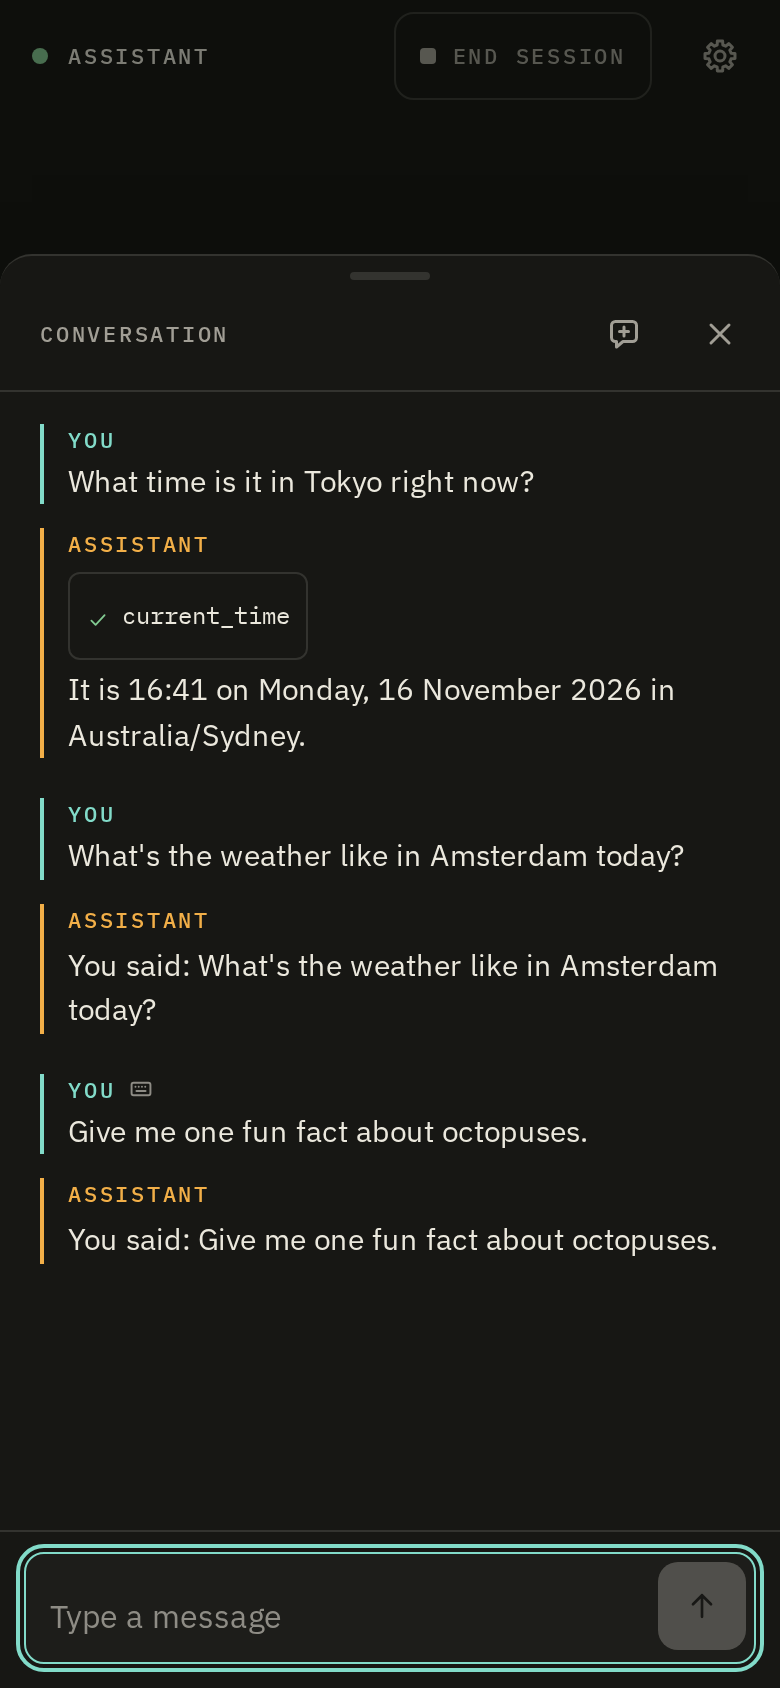 ASSISTANT
END SESSION
CONVERSATION
YOU
What time is it in Tokyo right now?
ASSISTANT
current_time
It is 16:41 on Monday, 16 November 2026 in
Australia/Sydney.
YOU
What's the weather like in Amsterdam today?
ASSISTANT
You said: What's the weather like in Amsterdam
today?
YOU
Give me one fun fact about octopuses.
ASSISTANT
You said: Give me one fun fact about octopuses.
Type a message